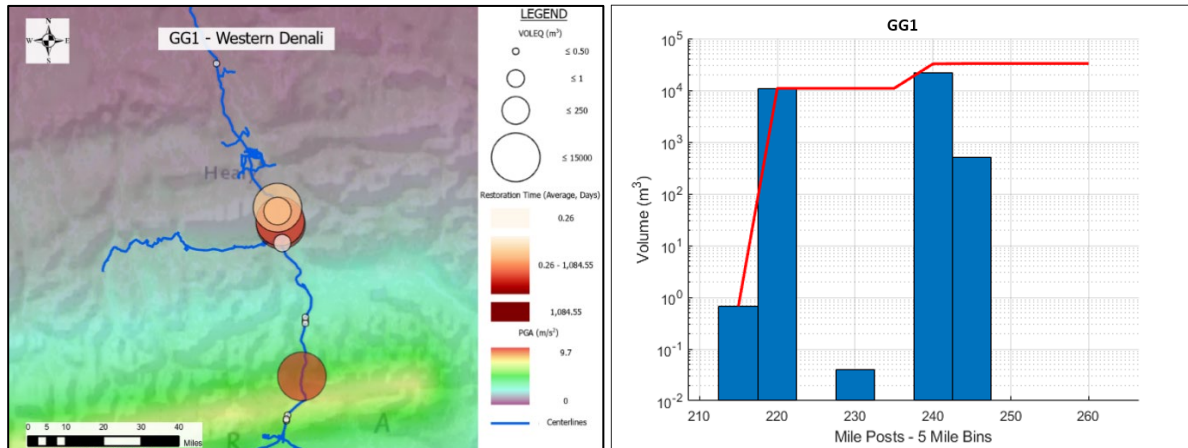 N
W E
S
GG1 - Western Denali
Healy
A
R
0 5 10 20 30 40
Miles
LEGEND
VOLEQ (m³)
≤ 0.50
≤ 1
≤ 250
≤ 15000
Restoration Time (Average, Days)
0.26
0.26 - 1,084.55
1,084.55
PGA (m/s²)
9.7
0
Centerlines
GG1
Volume (m³)
10⁵
10⁴
10³
10²
10¹
10⁰
10⁻¹
10⁻²
210 220 230 240 250 260
Mile Posts - 5 Mile Bins